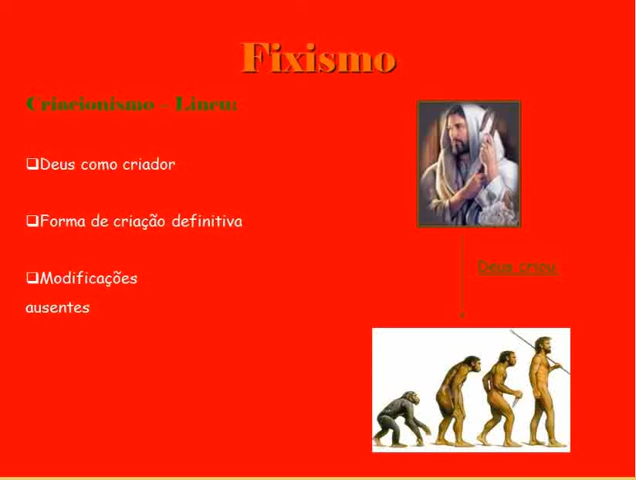 Fixismo
Criacionismo – Lineu:
❑Deus como criador
❑Forma de criação definitiva
❑Modificações
ausentes
Deus criou: